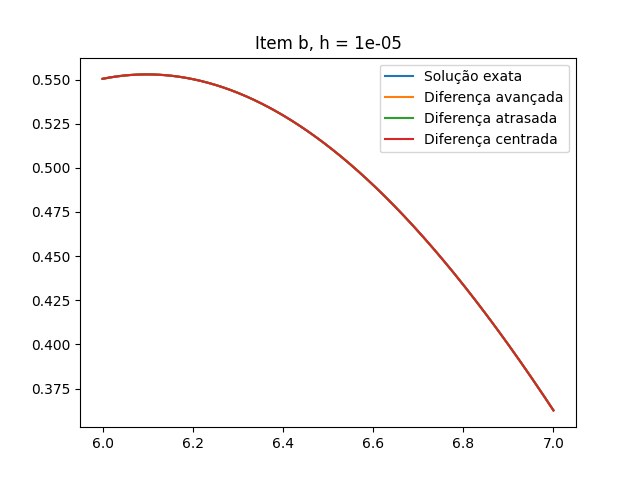 Item b, h = 1e-05
Solução exata
Diferença avançada
Diferença atrasada
Diferença centrada
0.550
0.525
0.500
0.475
0.450
0.425
0.400
0.375
6.0 6.2 6.4 6.6 6.8 7.0